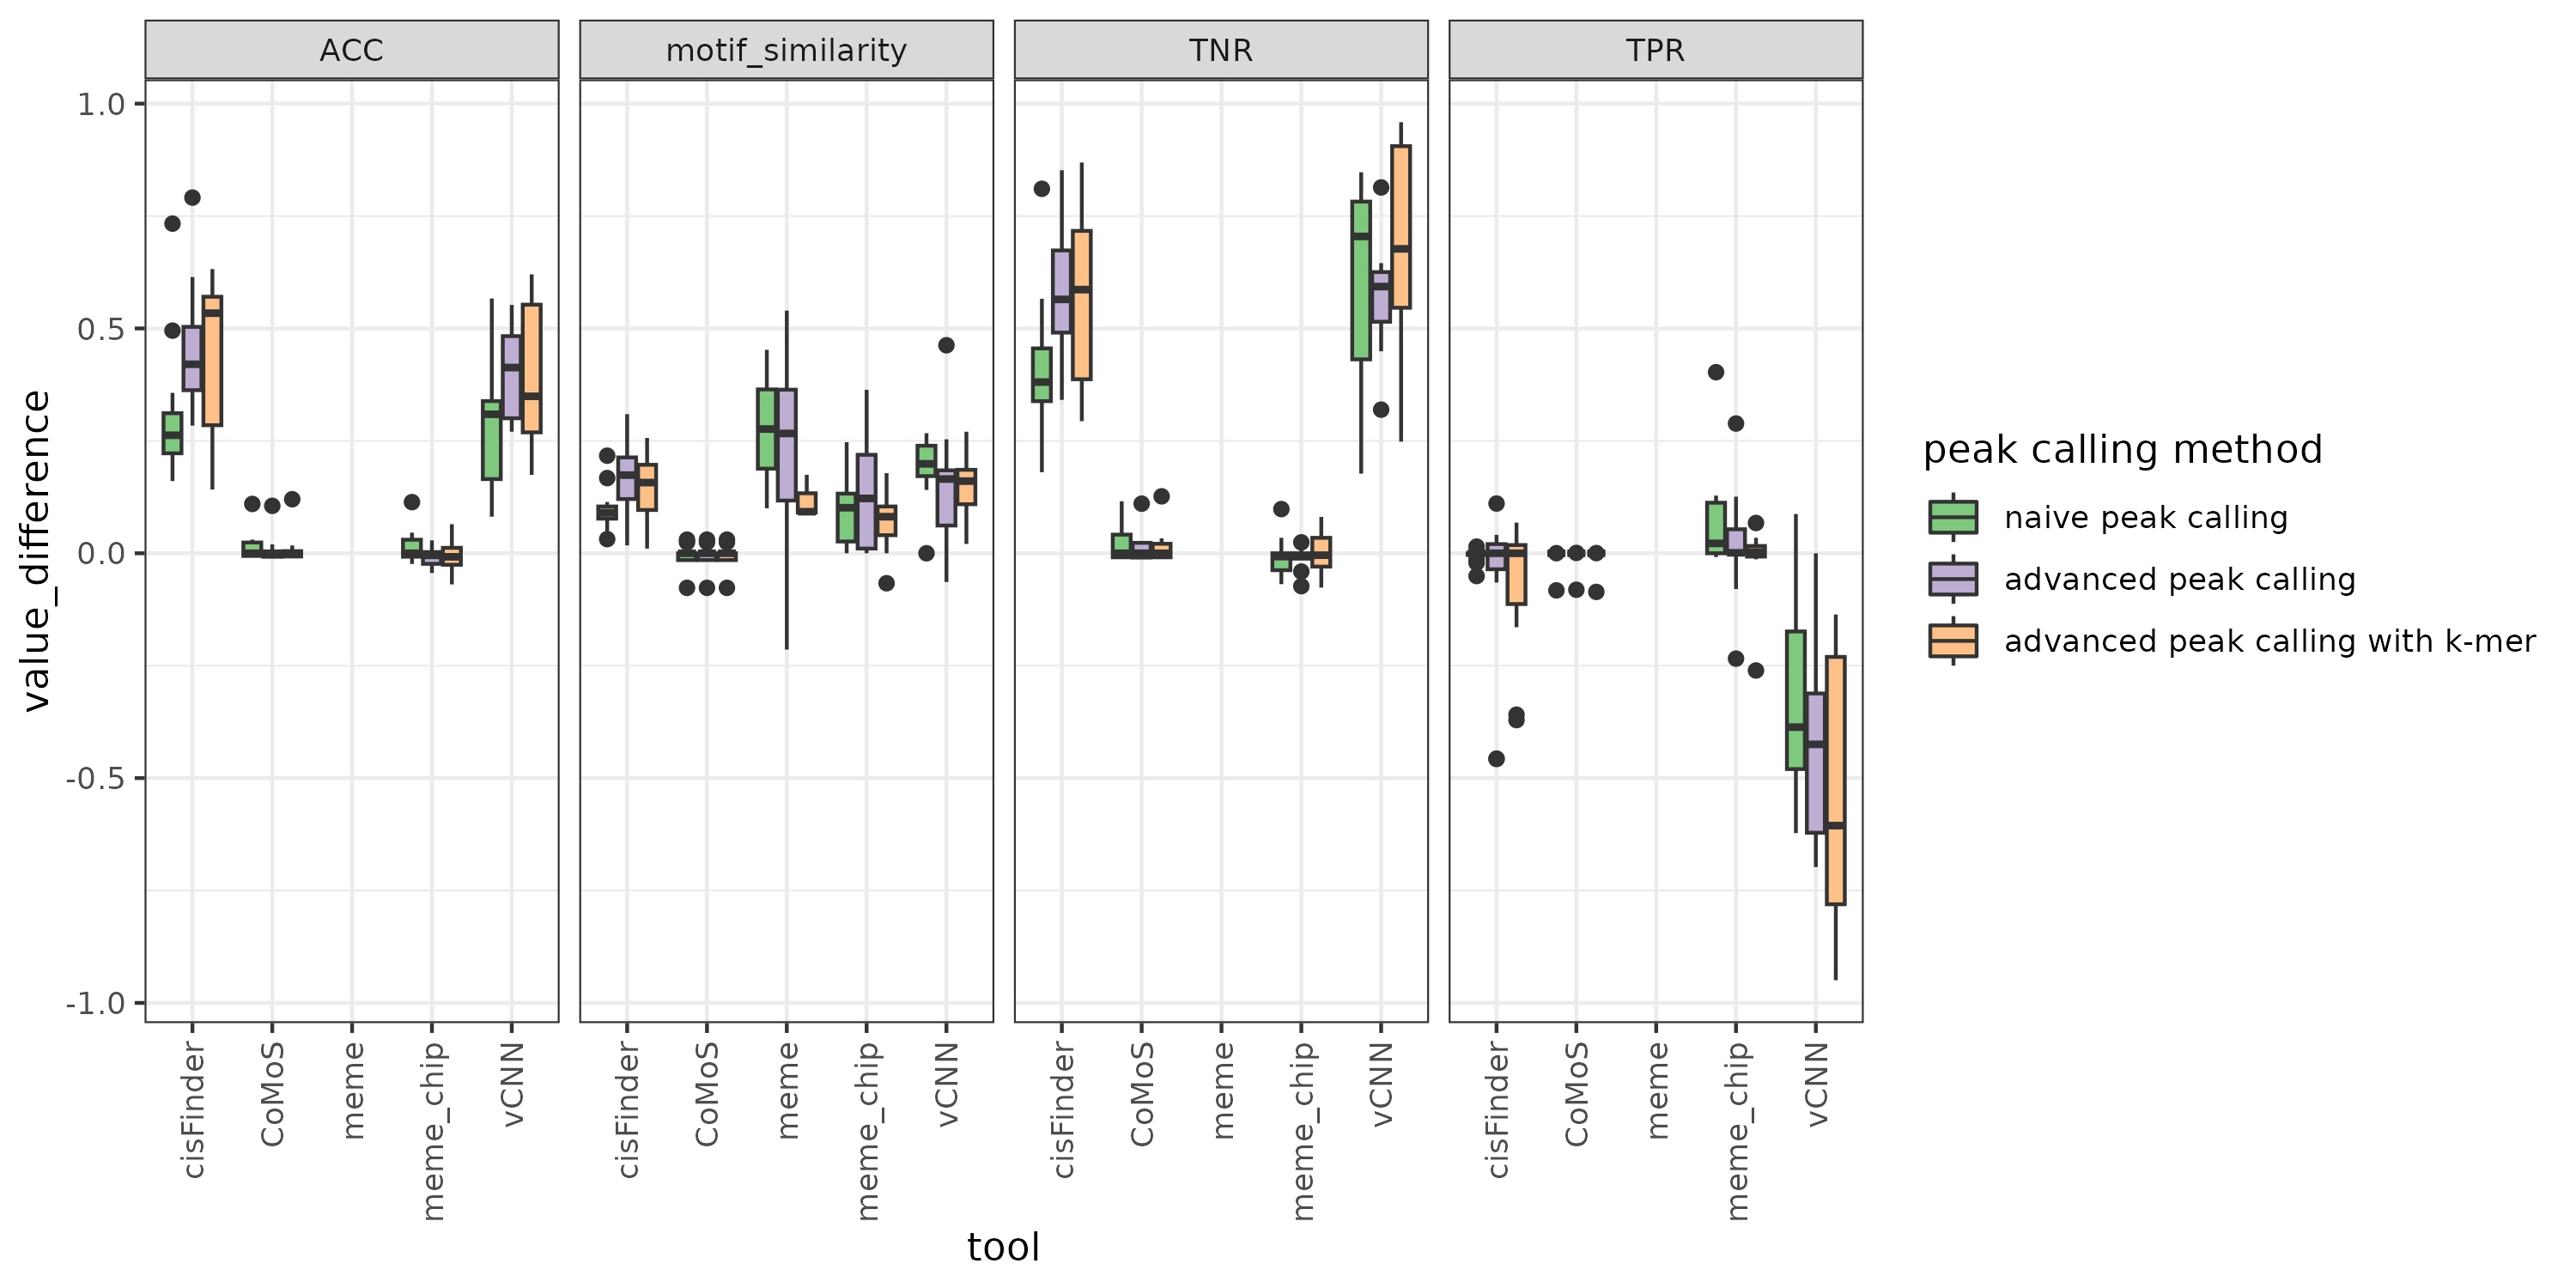 ACC motif_similarity TNR TPR
1.0
0.5
0.0
-0.5
-1.0
value_difference
cisFinder CoMoS meme meme_chip vCNN cisFinder CoMoS meme meme_chip vCNN cisFinder CoMoS meme meme_chip vCNN cisFinder CoMoS meme meme_chip vCNN
tool
peak calling method
naive peak calling
advanced peak calling
advanced peak calling with k-mer